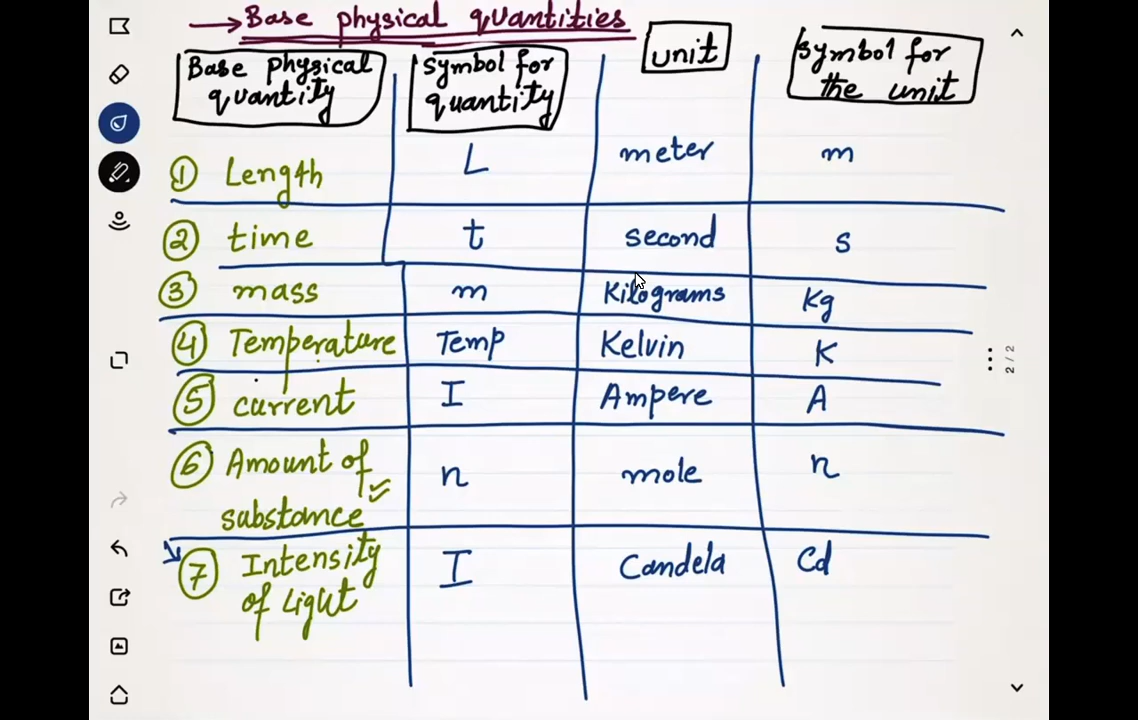 Base physical quantities
Base physical quantity
Symbol for quantity
unit
Symbol for the unit
1 Length L meter m
2 time t second s
3 mass m Kilograms Kg
4 Temperature Temp Kelvin K
5 current I Ampere A
6 Amount of substance n mole n
7 Intensity of Light I Candela Cd
2 / 2